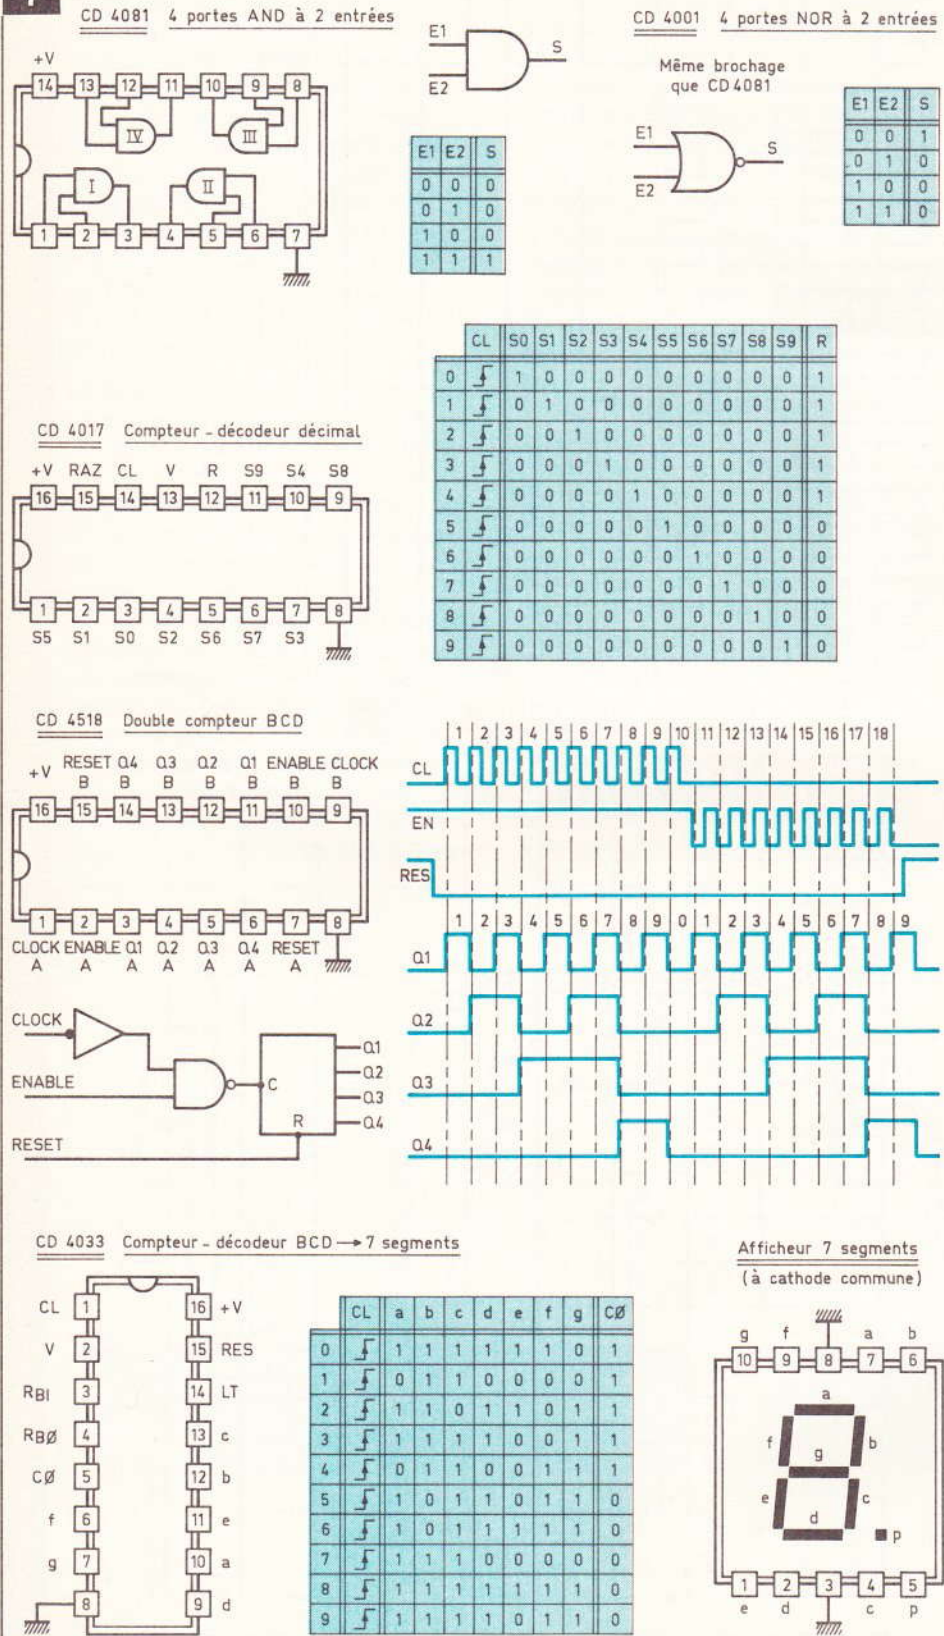 CD 4081 4 portes AND à 2 entrées
+V
14 13 12 11 10 9 8
IV III
I II
1 2 3 4 5 6 7
E1
E2
S
E1 E2 S
0 0 0
0 1 0
1 0 0
1 1 1
CD 4001 4 portes NOR à 2 entrées
Même brochage
que CD 4081
E1
E2
S
E1 E2 S
0 0 1
0 1 0
1 0 0
1 1 0
CD 4017 Compteur - décodeur décimal
+V RAZ CL V R S9 S4 S8
16 15 14 13 12 11 10 9
1 2 3 4 5 6 7 8
S5 S1 S0 S2 S6 S7 S3
CL S0 S1 S2 S3 S4 S5 S6 S7 S8 S9 R
0 1 0 0 0 0 0 0 0 0 0 1
1 0 1 0 0 0 0 0 0 0 0 1
2 0 0 1 0 0 0 0 0 0 0 1
3 0 0 0 1 0 0 0 0 0 0 1
4 0 0 0 0 1 0 0 0 0 0 1
5 0 0 0 0 0 1 0 0 0 0 0
6 0 0 0 0 0 0 1 0 0 0 0
7 0 0 0 0 0 0 0 1 0 0 0
8 0 0 0 0 0 0 0 0 1 0 0
9 0 0 0 0 0 0 0 0 0 1 0
CD 4518 Double compteur BCD
+V RESET Q4 Q3 Q2 Q1 ENABLE CLOCK
B B B B B B B
16 15 14 13 12 11 10 9
1 2 3 4 5 6 7 8
CLOCK ENABLE Q1 Q2 Q3 Q4 RESET
A A A A A A A
CLOCK
ENABLE
RESET
C
R
Q1
Q2
Q3
Q4
1 2 3 4 5 6 7 8 9 10 11 12 13 14 15 16 17 18
CL
EN
RES
1 2 3 4 5 6 7 8 9 0 1 2 3 4 5 6 7 8 9
Q1
Q2
Q3
Q4
CD 4033 Compteur - décodeur BCD → 7 segments
CL 1 16 +V
V 2 15 RES
RBI 3 14 LT
RBØ 4 13 c
CØ 5 12 b
f 6 11 e
g 7 10 a
8 9 d
CL a b c d e f g CØ
0 1 1 1 1 1 1 0 1
1 0 1 1 0 0 0 0 1
2 1 1 0 1 1 0 1 1
3 1 1 1 1 0 0 1 1
4 0 1 1 0 0 1 1 1
5 1 0 1 1 0 1 1 0
6 1 0 1 1 1 1 1 0
7 1 1 1 0 0 0 0 0
8 1 1 1 1 1 1 1 0
9 1 1 1 1 0 1 1 0
Afficheur 7 segments
(à cathode commune)
g f a b
10 9 8 7 6
a
f b
g
e c
d
p
1 2 3 4 5
e d c p